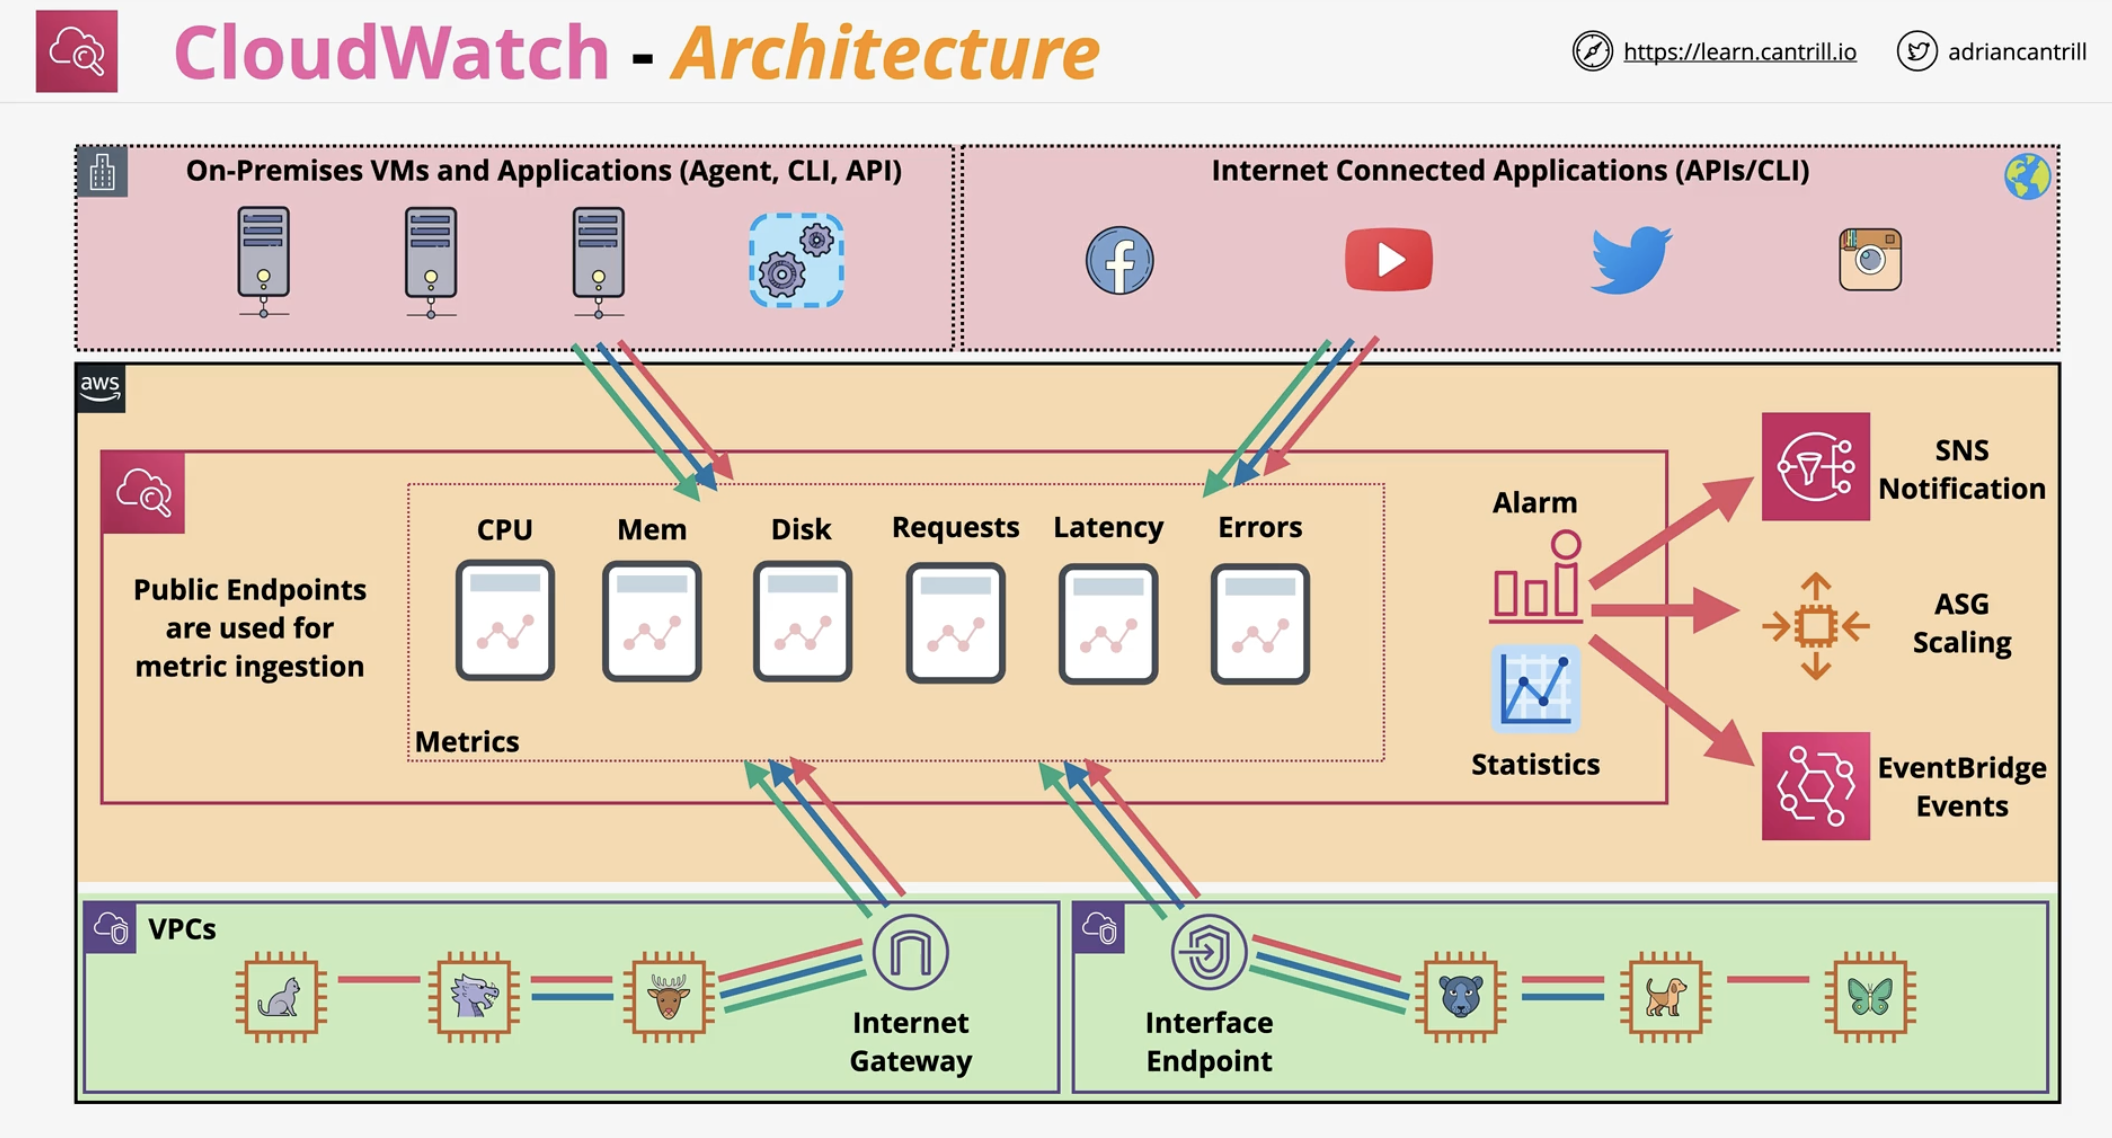 CloudWatch - Architecture
https://learn.cantrill.io
adriancantrill
On-Premises VMs and Applications (Agent, CLI, API)
Internet Connected Applications (APIs/CLI)
aws
Public Endpoints
are used for
metric ingestion
CPU
Mem
Disk
Requests
Latency
Errors
Metrics
Alarm
Statistics
SNS
Notification
ASG
Scaling
EventBridge
Events
VPCs
Internet
Gateway
Interface
Endpoint